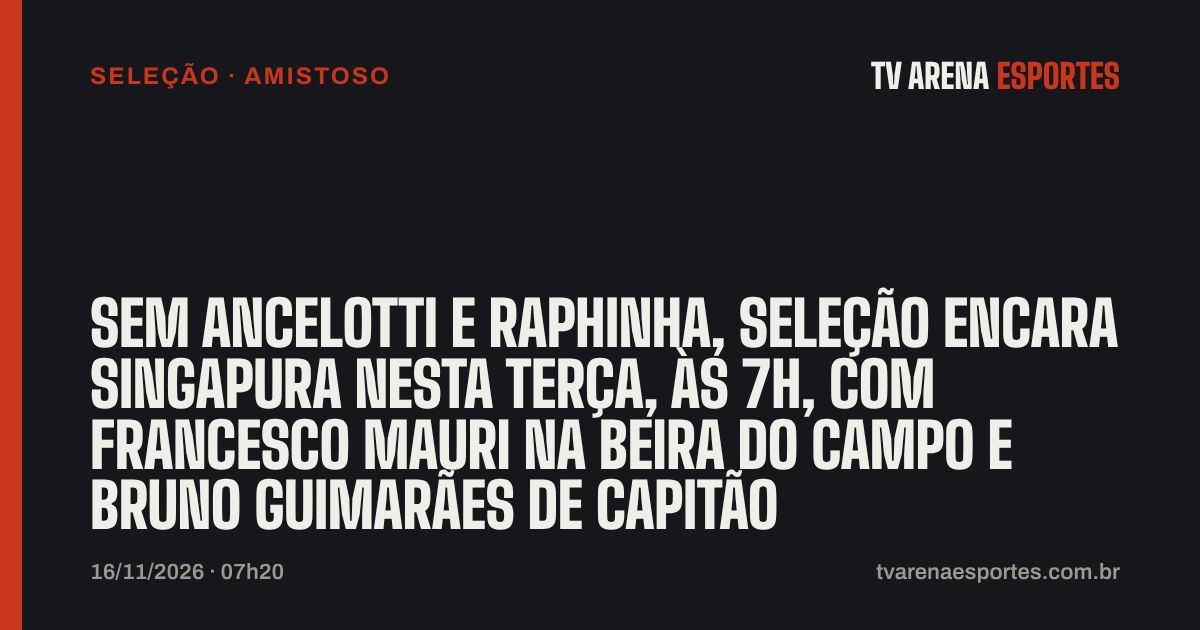 SELEÇÃO · AMISTOSO
TV ARENA ESPORTES
SEM ANCELOTTI E RAPHINHA, SELEÇÃO ENCARA
SINGAPURA NESTA TERÇA, ÀS 7H, COM
FRANCESCO MAURI NA BEIRA DO CAMPO E
BRUNO GUIMARÃES DE CAPITÃO
16/11/2026 · 07h20
tvarenaesportes.com.br